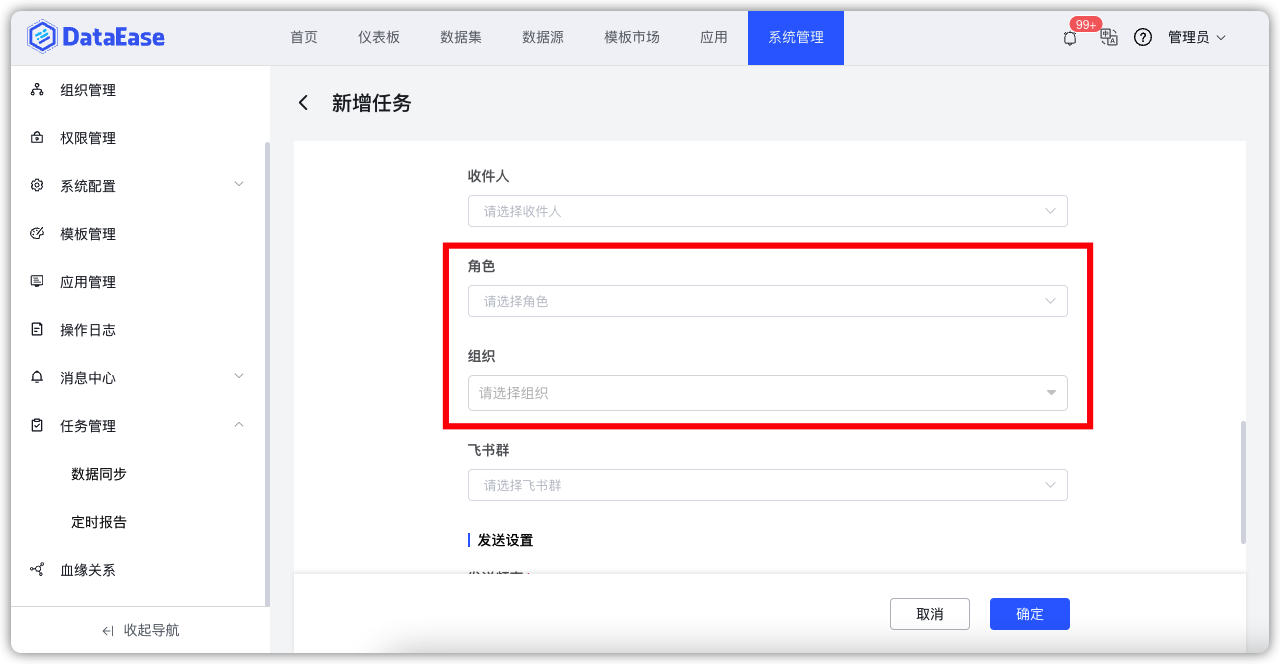 DataEase
首页 仪表板 数据集 数据源 模板市场 应用 系统管理
99+
管理员
组织管理
权限管理
系统配置
模板管理
应用管理
操作日志
消息中心
任务管理
数据同步
定时报告
血缘关系
收起导航
新增任务
收件人
请选择收件人
角色
请选择角色
组织
请选择组织
飞书群
请选择飞书群
发送设置
取消 确定